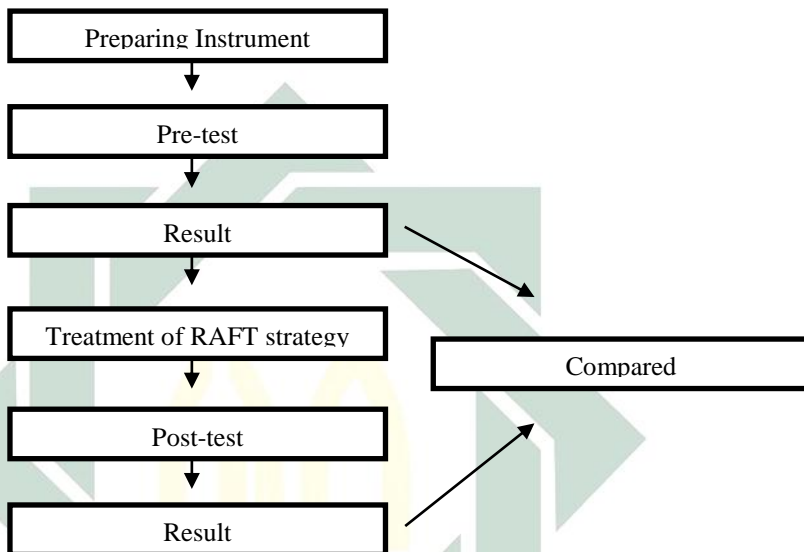 Preparing Instrument
Pre-test
Result
Treatment of RAFT strategy
Compared
Post-test
Result